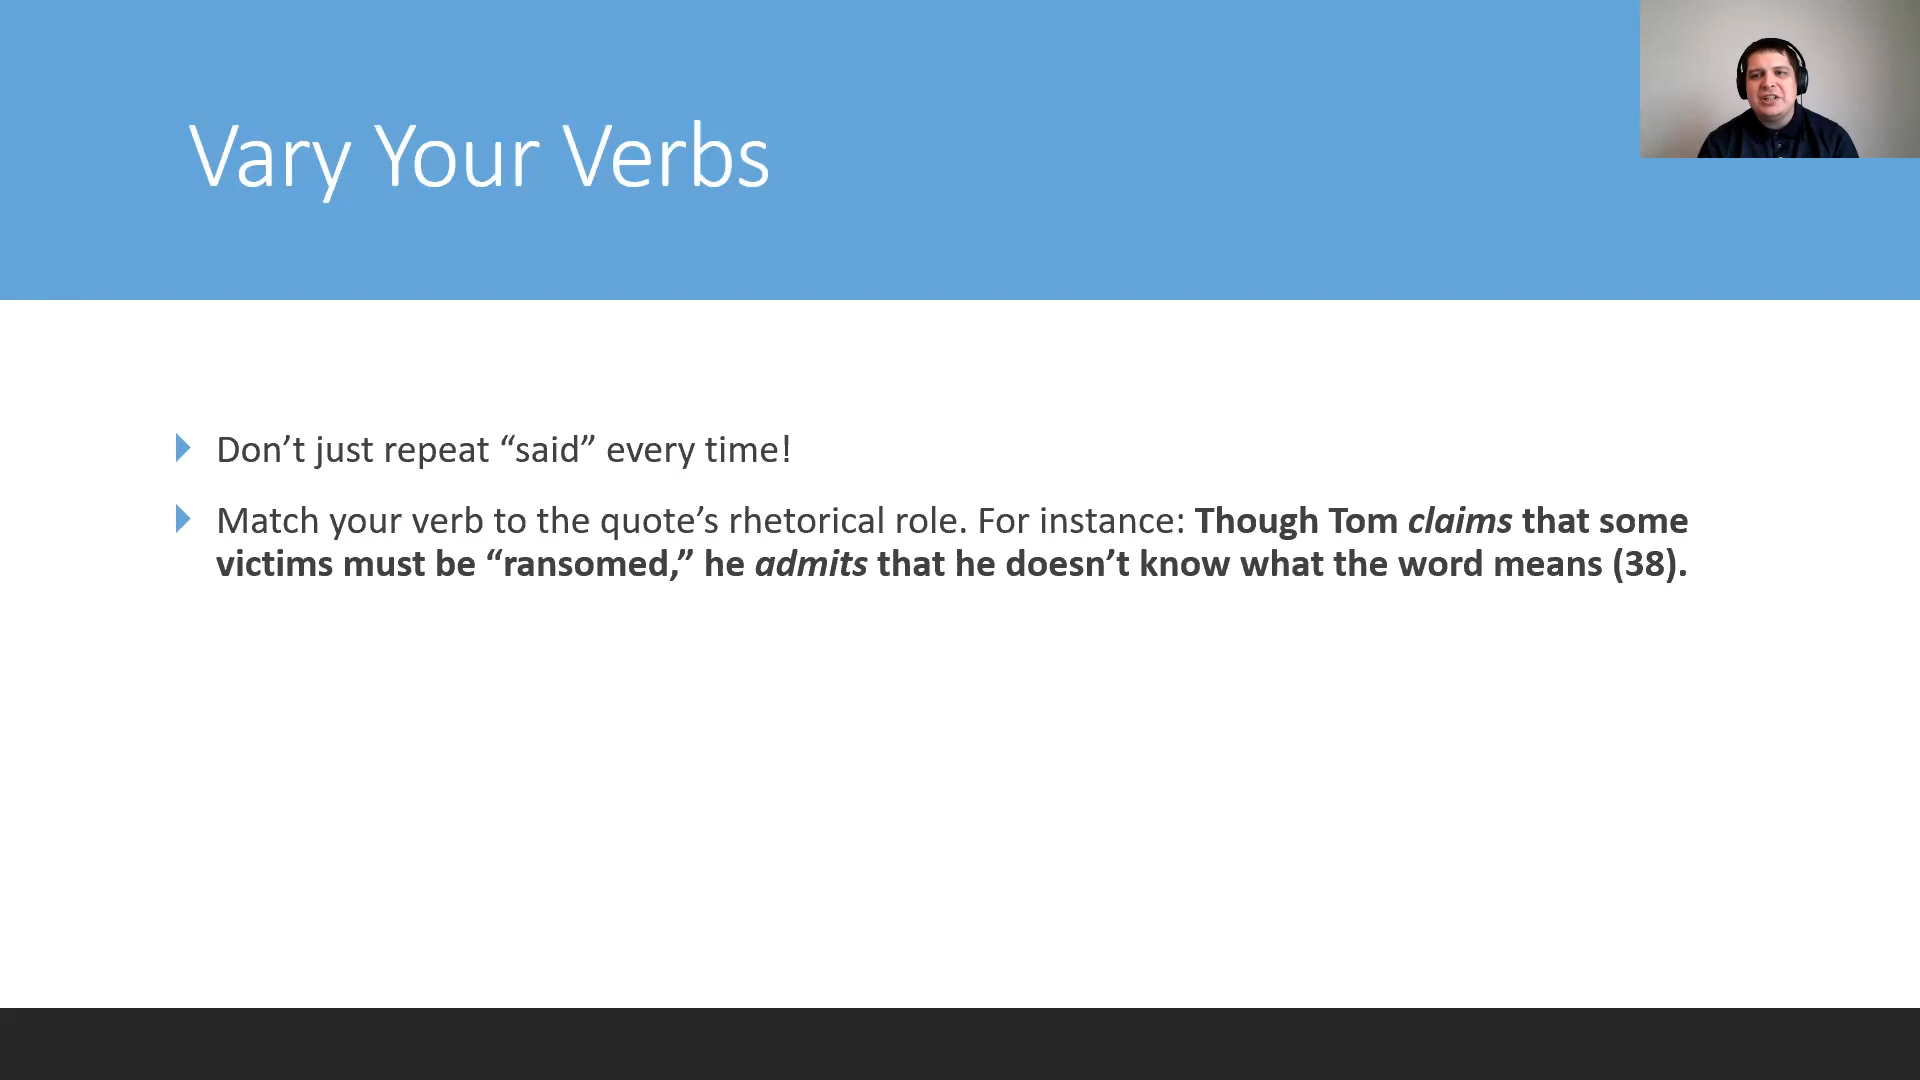 Vary Your Verbs
Don’t just repeat “said” every time!
Match your verb to the quote’s rhetorical role. For instance: Though Tom claims that some
victims must be “ransomed,” he admits that he doesn’t know what the word means (38).